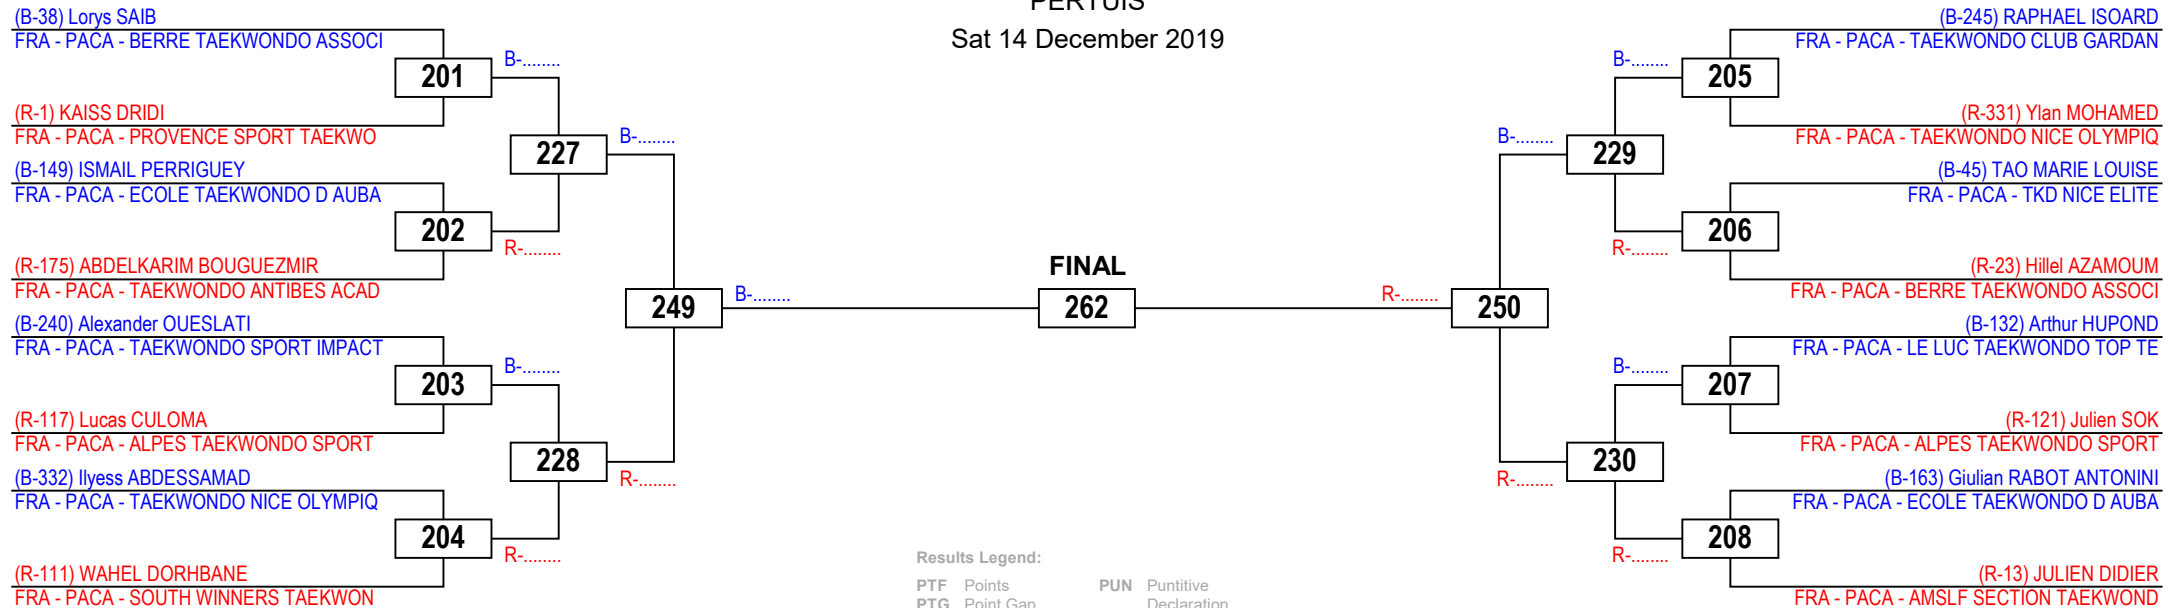 PERTUIS
Sat 14 December 2019
(B-38) Lorys SAIB
FRA - PACA - BERRE TAEKWONDO ASSOCI
201
B-........
(R-1) KAISS DRIDI
FRA - PACA - PROVENCE SPORT TAEKWO
227
B-........
(B-149) ISMAIL PERRIGUEY
FRA - PACA - ECOLE TAEKWONDO D AUBA
202
R-........
(R-175) ABDELKARIM BOUGUEZMIR
FRA - PACA - TAEKWONDO ANTIBES ACAD
249
B-........
(B-240) Alexander OUESLATI
FRA - PACA - TAEKWONDO SPORT IMPACT
203
B-........
(R-117) Lucas CULOMA
FRA - PACA - ALPES TAEKWONDO SPORT
228
R-........
(B-332) Ilyess ABDESSAMAD
FRA - PACA - TAEKWONDO NICE OLYMPIQ
204
R-........
(R-111) WAHEL DORHBANE
FRA - PACA - SOUTH WINNERS TAEKWON
FINAL
262
(B-245) RAPHAEL ISOARD
FRA - PACA - TAEKWONDO CLUB GARDAN
B-........
205
(R-331) Ylan MOHAMED
FRA - PACA - TAEKWONDO NICE OLYMPIQ
B-........
229
(B-45) TAO MARIE LOUISE
FRA - PACA - TKD NICE ELITE
R-........
206
(R-23) Hillel AZAMOUM
FRA - PACA - BERRE TAEKWONDO ASSOCI
R-........
250
(B-132) Arthur HUPOND
FRA - PACA - LE LUC TAEKWONDO TOP TE
B-........
207
(R-121) Julien SOK
FRA - PACA - ALPES TAEKWONDO SPORT
R-........
230
(B-163) Giulian RABOT ANTONINI
FRA - PACA - ECOLE TAEKWONDO D AUBA
R-........
208
(R-13) JULIEN DIDIER
FRA - PACA - AMSLF SECTION TAEKWOND
Results Legend:
PTF Points PUN Puntitive
PTG Point Gap Declaration